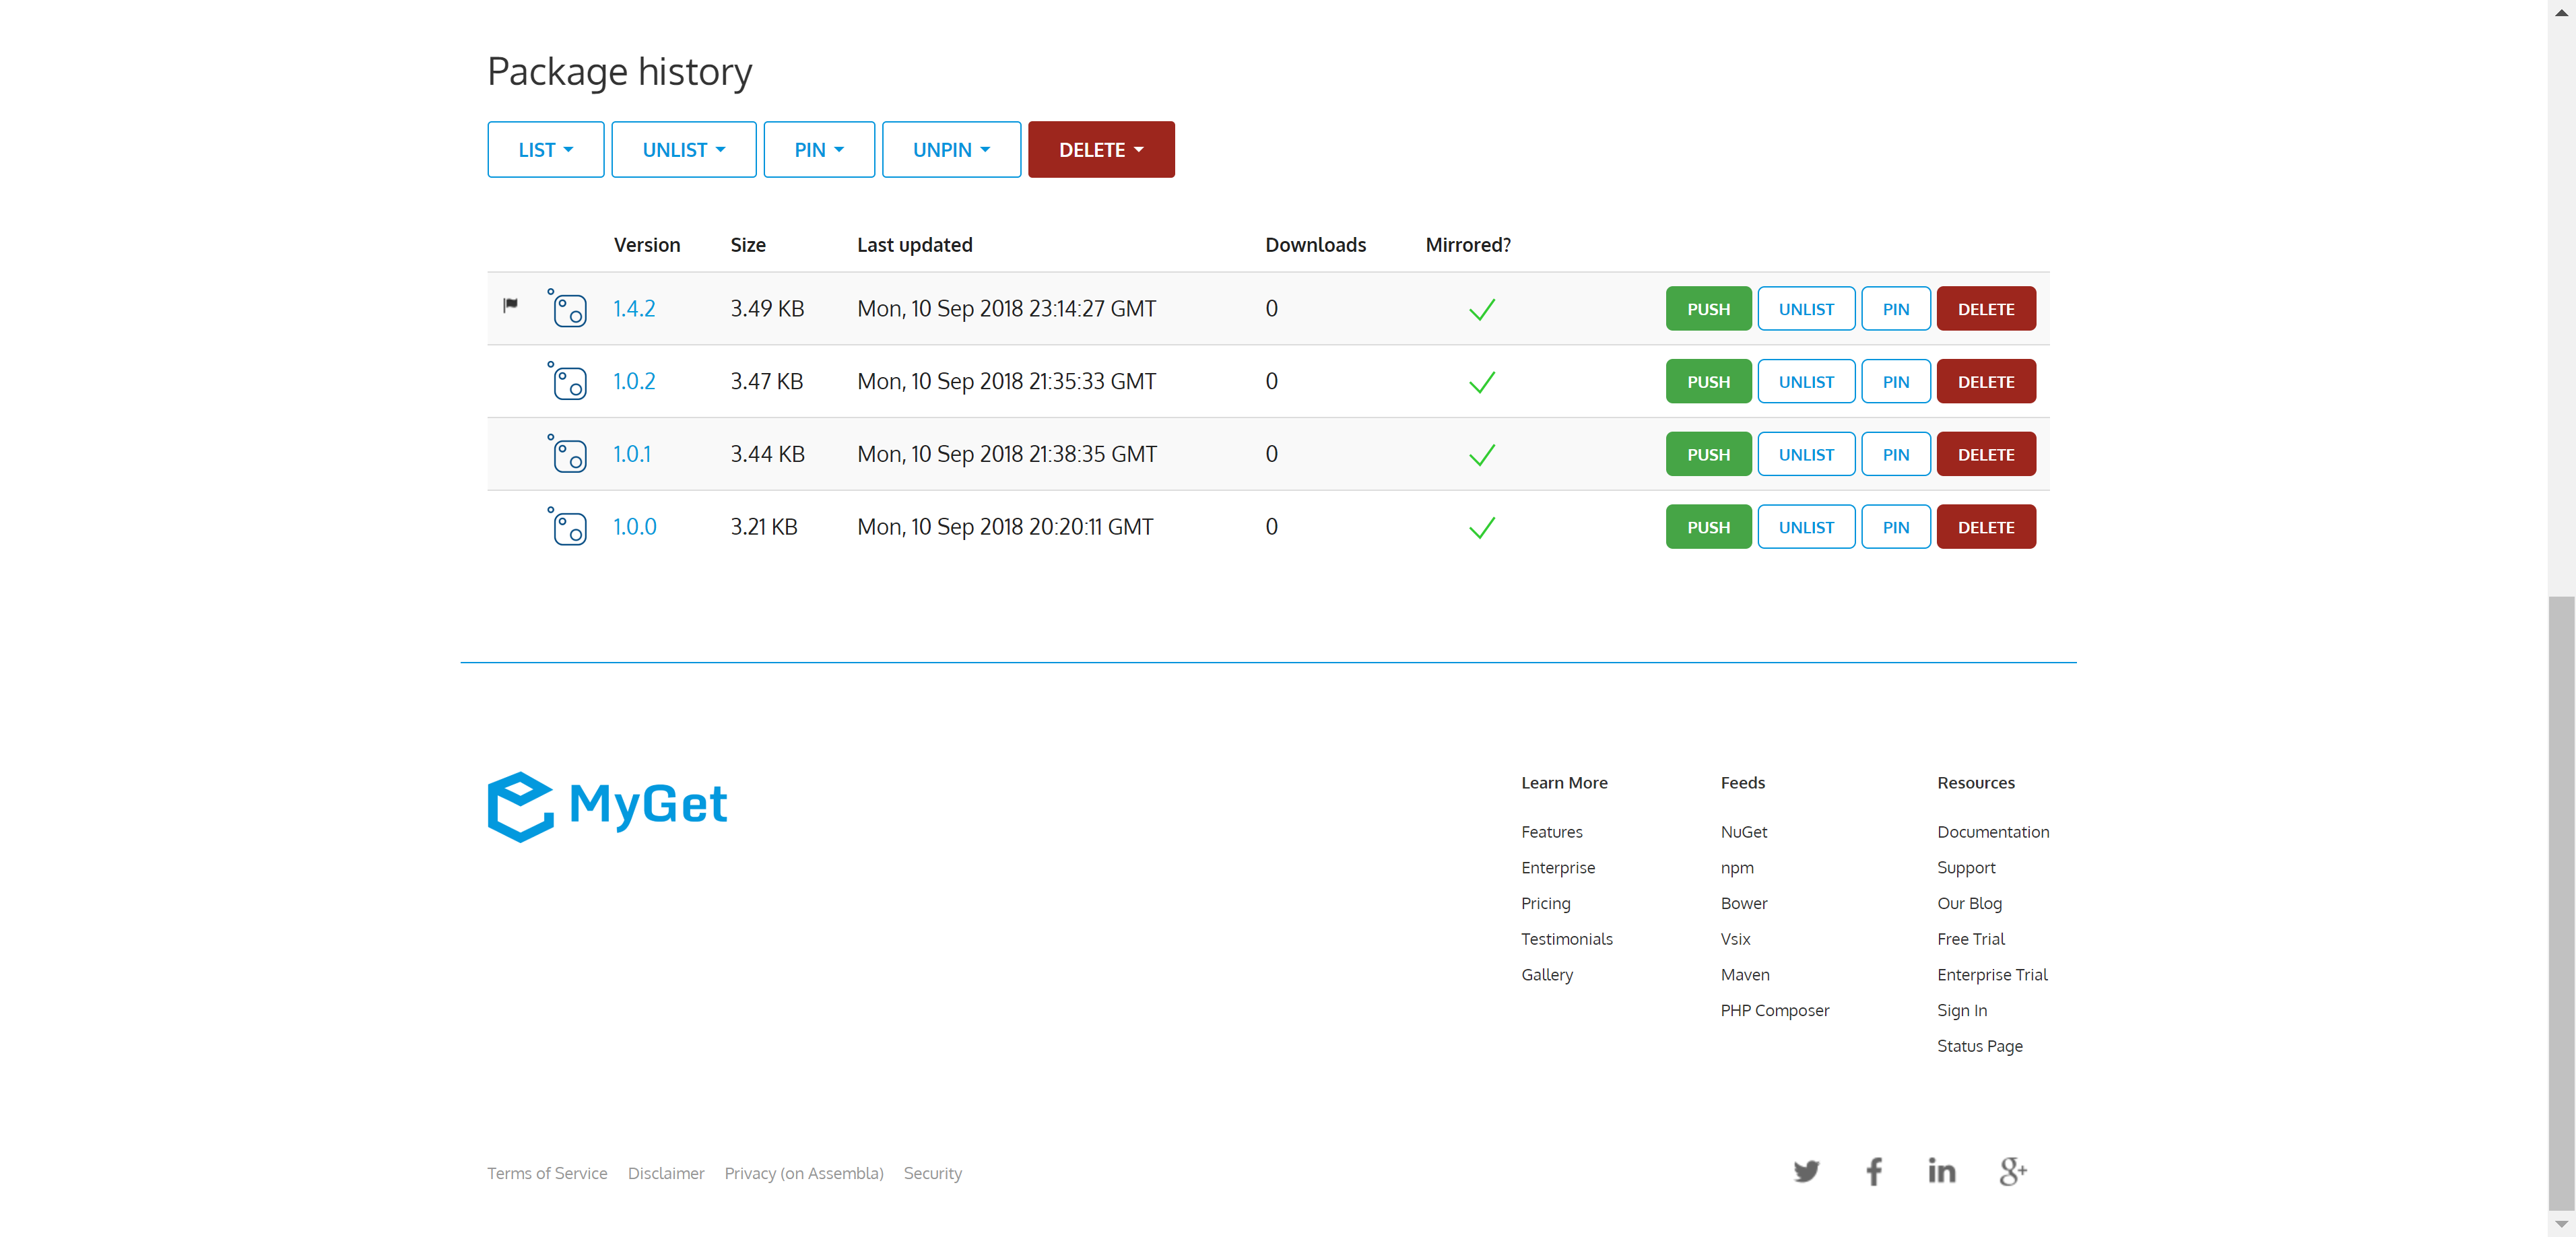 Package history
LIST UNLIST PIN UNPIN DELETE
Version Size Last updated Downloads Mirrored?
1.4.2 3.49 KB Mon, 10 Sep 2018 23:14:27 GMT 0 PUSH UNLIST PIN DELETE
1.0.2 3.47 KB Mon, 10 Sep 2018 21:35:33 GMT 0 PUSH UNLIST PIN DELETE
1.0.1 3.44 KB Mon, 10 Sep 2018 21:38:35 GMT 0 PUSH UNLIST PIN DELETE
1.0.0 3.21 KB Mon, 10 Sep 2018 20:20:11 GMT 0 PUSH UNLIST PIN DELETE
MyGet
Learn More
Features
Enterprise
Pricing
Testimonials
Gallery
Feeds
NuGet
npm
Bower
Vsix
Maven
PHP Composer
Resources
Documentation
Support
Our Blog
Free Trial
Enterprise Trial
Sign In
Status Page
Terms of Service Disclaimer Privacy (on Assembla) Security